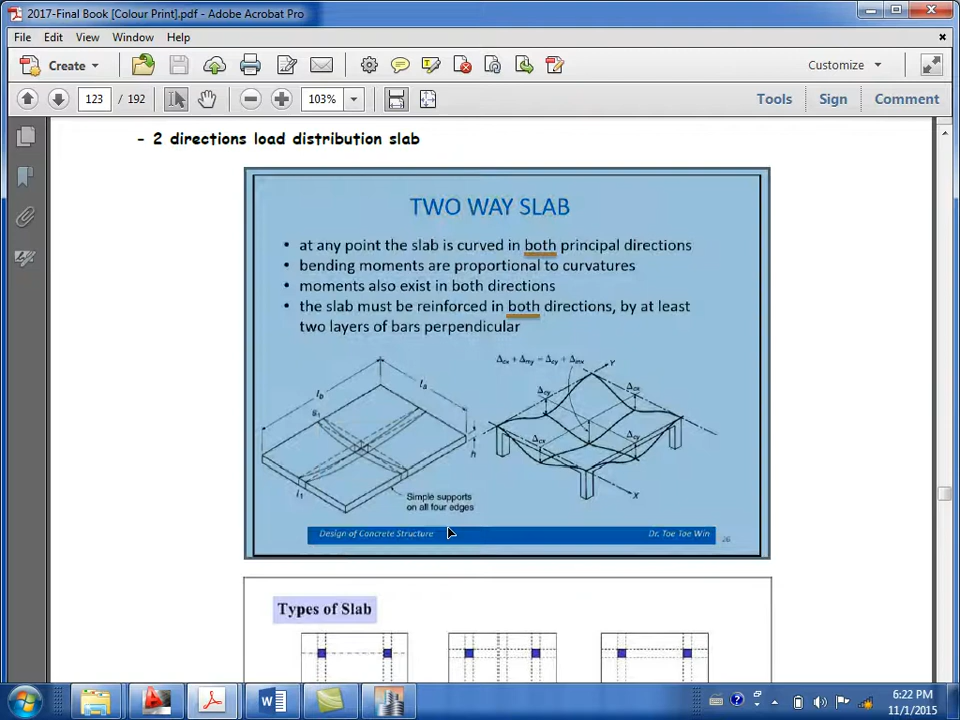 2017-Final Book [Colour Print].pdf - Adobe Acrobat Pro
File Edit View Window Help
Create
Customize
123 / 192
103%
Tools Sign Comment
- 2 directions load distribution slab
TWO WAY SLAB
• at any point the slab is curved in both principal directions
• bending moments are proportional to curvatures
• moments also exist in both directions
• the slab must be reinforced in both directions, by at least
two layers of bars perpendicular
Y
X
h
Simple supports
on all four edges
Design of Concrete Structure
Dr. Toe Toe Win
26
Types of Slab
6:22 PM
11/1/2015